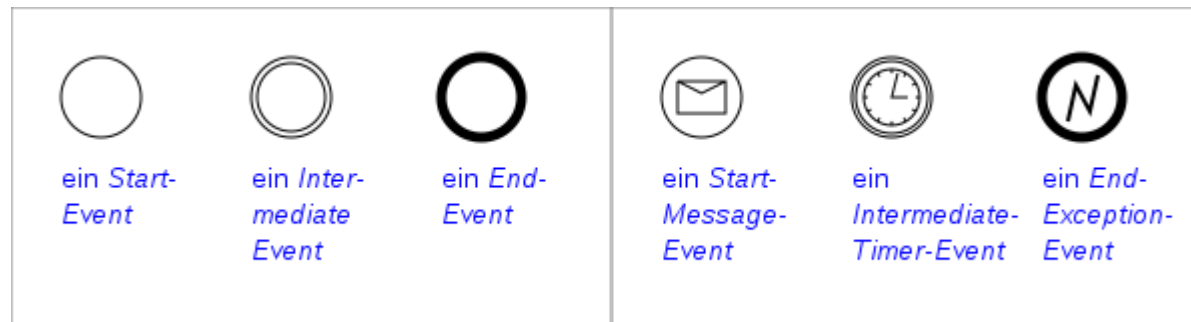 ein Start-
Event
ein Inter-
mediate
Event
ein End-
Event
ein Start-
Message-
Event
ein
Intermediate-
Timer-Event
ein End-
Exception-
Event